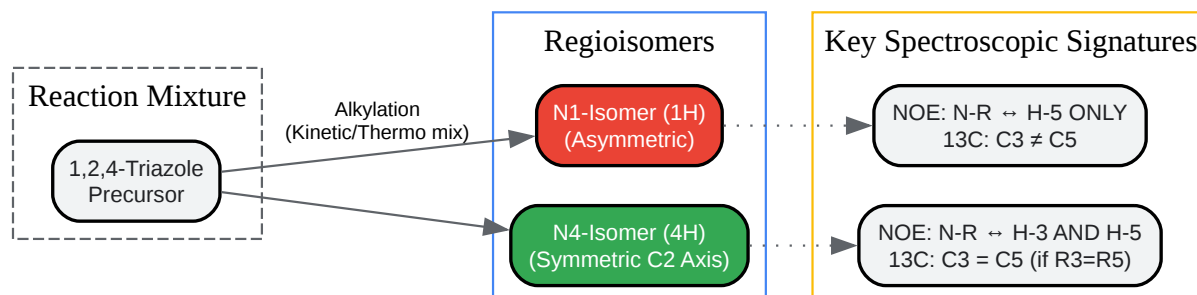 Reaction Mixture
1,2,4-Triazole
Precursor
Alkylation
(Kinetic/Thermo mix)
Regioisomers
N1-Isomer (1H)
(Asymmetric)
N4-Isomer (4H)
(Symmetric C2 Axis)
Key Spectroscopic Signatures
NOE: N-R ↔ H-5 ONLY
13C: C3 ≠ C5
NOE: N-R ↔ H-3 AND H-5
13C: C3 = C5 (if R3=R5)